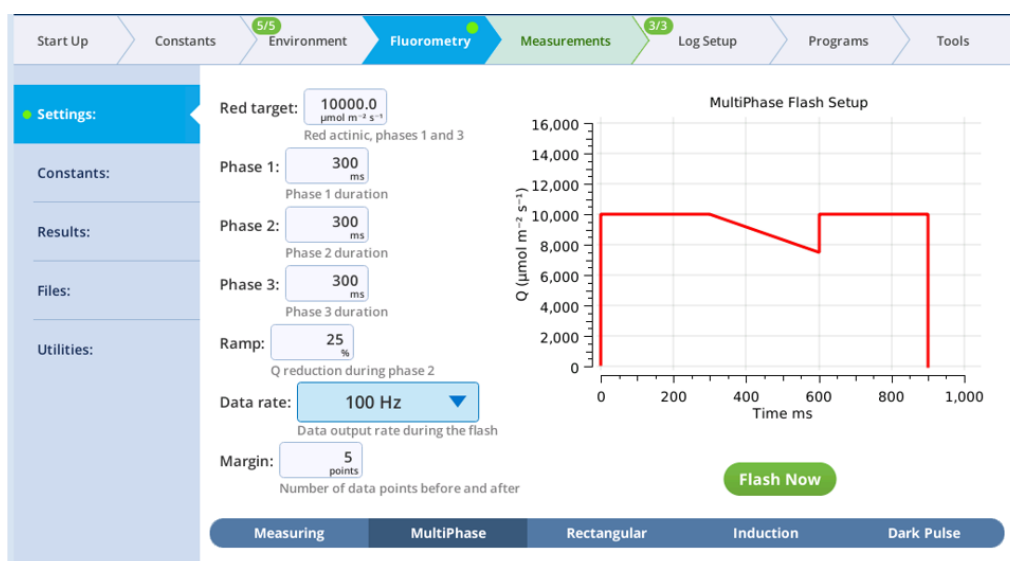 5/5 3/3
Start Up Constants Environment Fluorometry Measurements Log Setup Programs Tools
Settings:
Constants:
Results:
Files:
Utilities:
Red target: 10000.0
µmol m⁻² s⁻¹
Red actinic, phases 1 and 3
Phase 1: 300
ms
Phase 1 duration
Phase 2: 300
ms
Phase 2 duration
Phase 3: 300
ms
Phase 3 duration
Ramp: 25
%
Q reduction during phase 2
Data rate: 100 Hz
Data output rate during the flash
Margin: 5
points
Number of data points before and after
MultiPhase Flash Setup
16,000
14,000
12,000
10,000
8,000
6,000
4,000
2,000
0
Q (µmol m⁻² s⁻¹)
0 200 400 600 800 1,000
Time ms
Flash Now
Measuring MultiPhase Rectangular Induction Dark Pulse